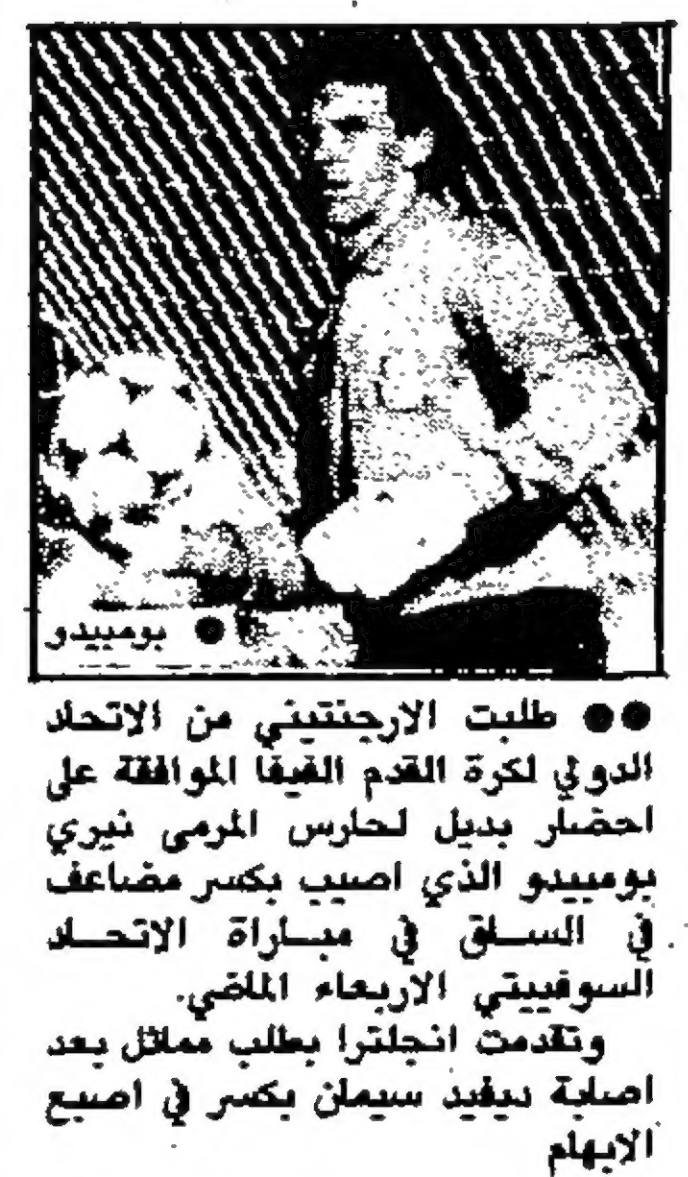 ● بومبيدو
●● طلبت الارجنتيني من الاتحاد
الدولي لكرة القدم الفيفا الموافقة على
احضار بديل لحارس المرمى نيري
بومبيدو الذي اصيب بكسر مضاعف
في الساق في مباراة الاتحاد
السوفييتي الاربعاء الماضي.
وتقدمت انجلترا بطلب مماثل بعد
اصابة ديفيد سيمان بكسر في اصبع
الابهام